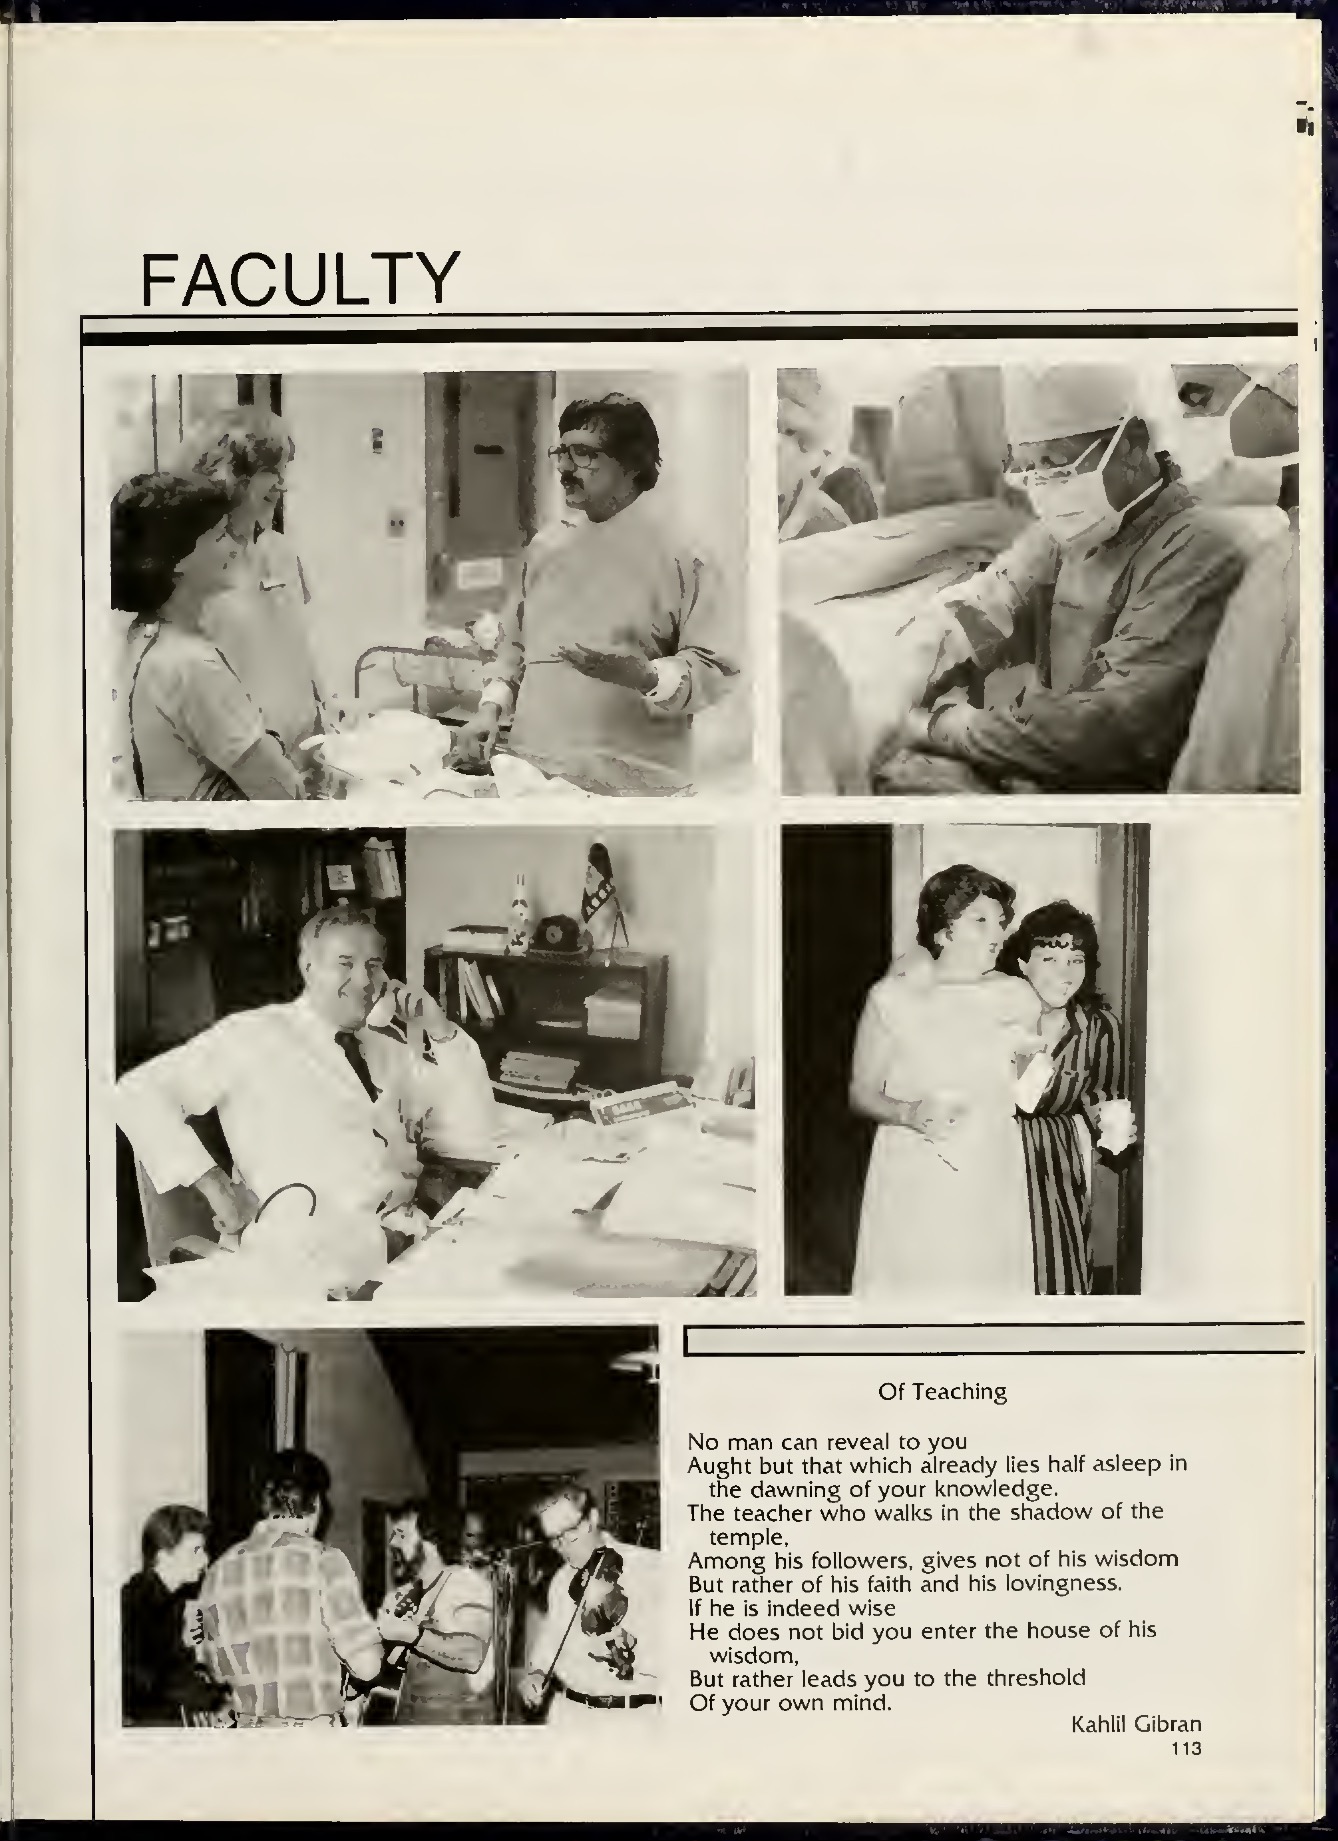 FACULTY
Of Teaching
No man can reveal to you
Aught but that which already lies half asleep in
the dawning of your knowledge.
The teacher who walks in the shadow of the
temple,
Among his followers, gives not of his wisdom
But rather of his faith and his lovingness.
If he is indeed wise
He does not bid you enter the house of his
wisdom,
But rather leads you to the threshold
Of your own mind.
Kahlil Gibran
113